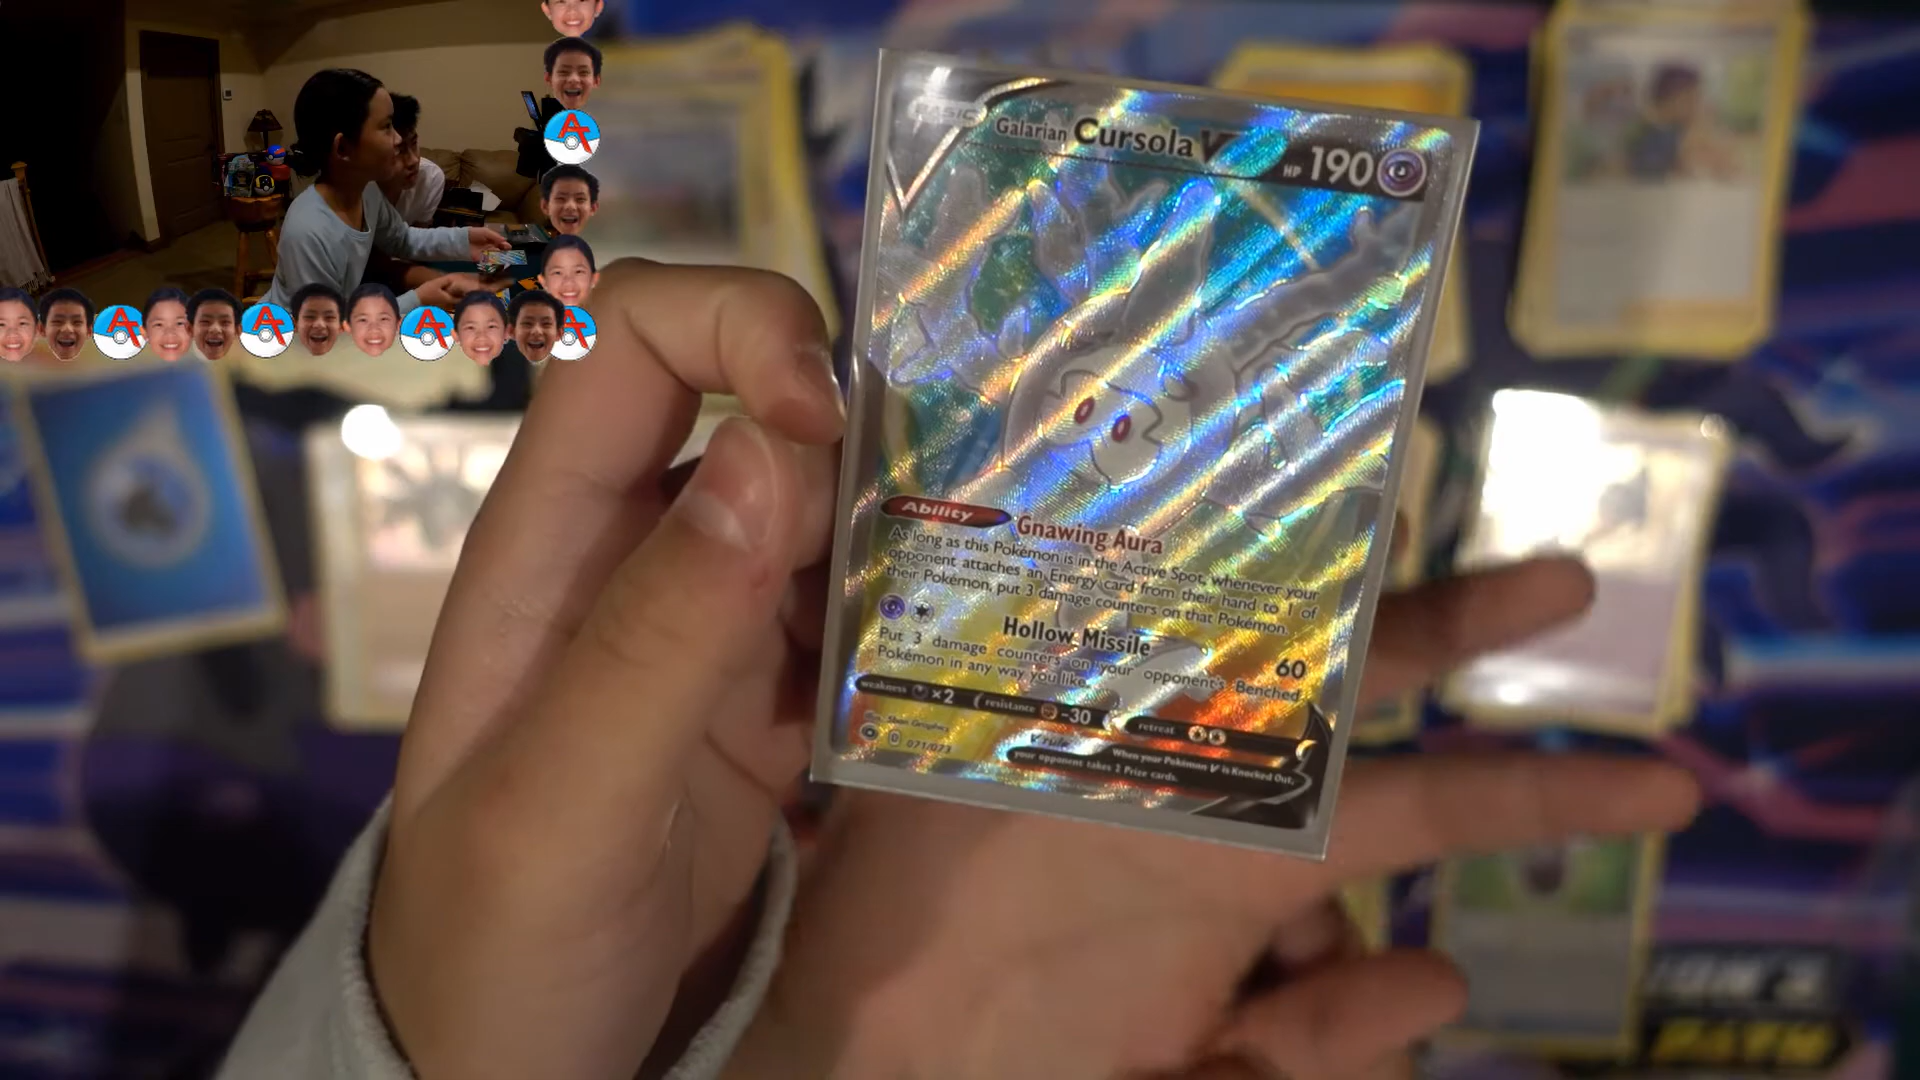 BASIC
Galarian Cursola V HP 190
Ability Gnawing Aura
As long as this Pokémon is in the Active Spot, whenever your
opponent attaches an Energy card from their hand to 1 of
their Pokémon, put 3 damage counters on that Pokémon.
Hollow Missile 60
Put 3 damage counters on your opponent's Benched
Pokémon in any way you like.
weakness ×2 resistance -30 retreat
D 071/073
V rule When your Pokémon V is Knocked Out,
your opponent takes 2 Prize cards.